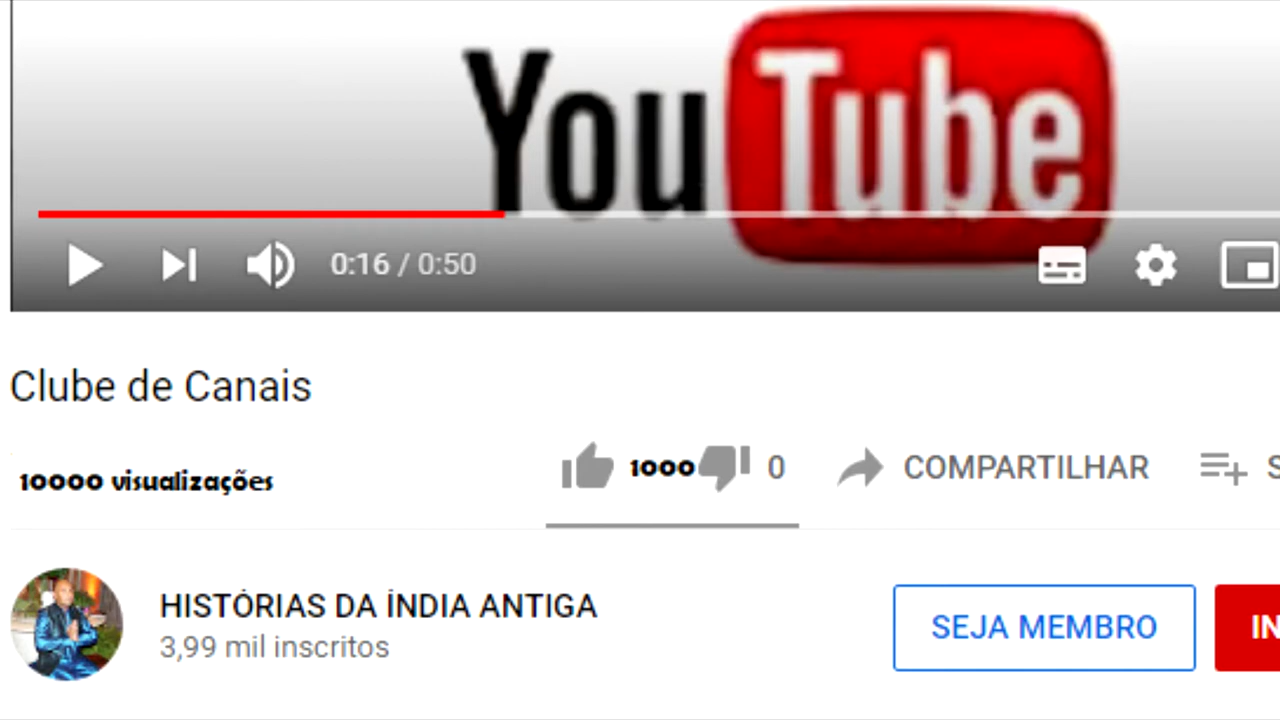 YouTube
0:16 / 0:50
Clube de Canais
10000 visualizações
1000 0 COMPARTILHAR S
HISTÓRIAS DA ÍNDIA ANTIGA
3,99 mil inscritos
SEJA MEMBRO IN